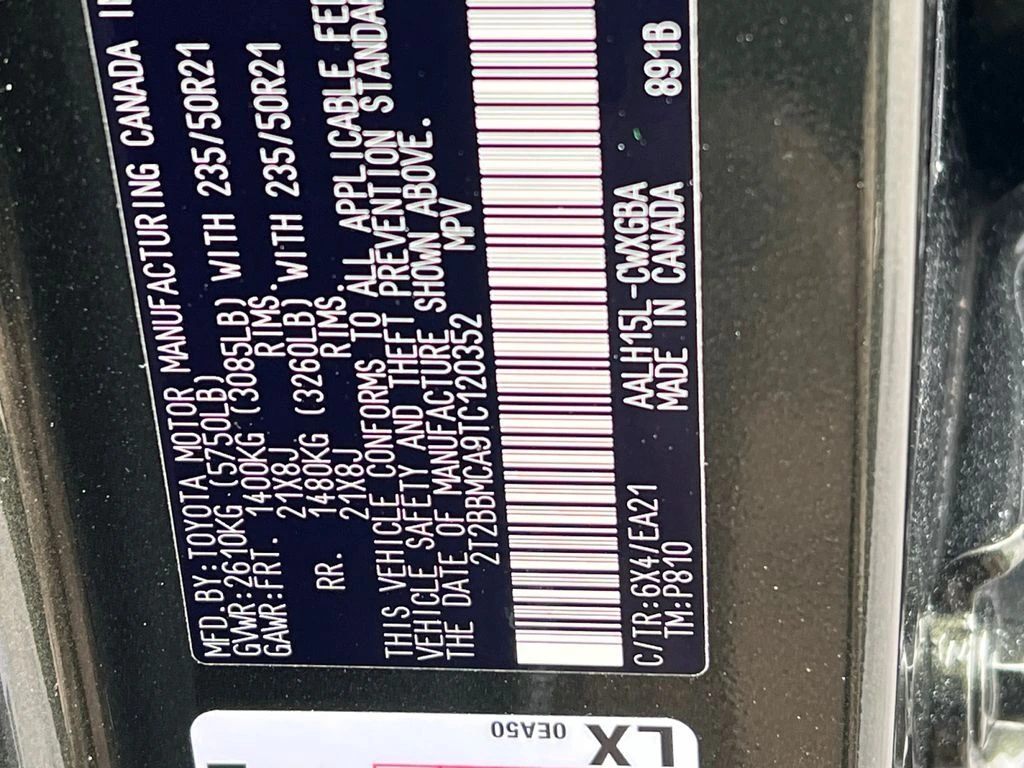 MFD.BY:TOYOTA MOTOR MANUFACTURING CANADA
GVWR:2610KG (5750LB)
GAWR:FRT. 1400KG (3085LB) WITH 235/50R21
21X8J RIMS.
RR. 1480KG (3260LB) WITH 235/50R21
21X8J RIMS.
THIS VEHICLE CONFORMS TO ALL APPLICABLE
VEHICLE SAFETY AND THEFT PREVENTION
THE DATE OF MANUFACTURE SHOWN ABOVE.
2T2BBMCA9TC120352 MPV
C/TR:6X4/EA21 AALH15L-CWXGBA 891B
TM:P810 MADE IN CANADA
0EA50
LX